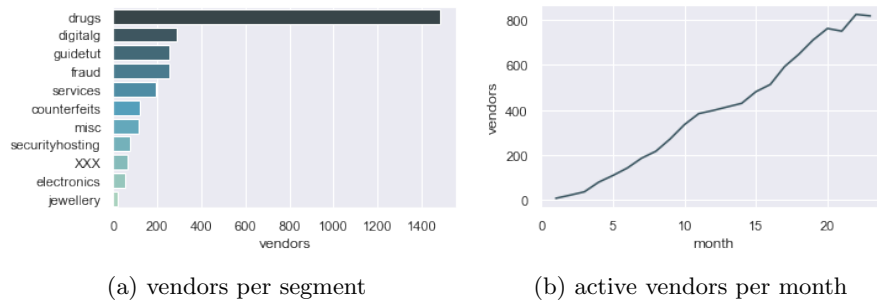 drugs
digitalg
guidetut
fraud
services
counterfeits
misc
securityhosting
XXX
electronics
jewellery
0 200 400 600 800 1000 1200 1400
vendors
(a) vendors per segment
800
600
400
200
0
vendors
0 5 10 15 20
month
(b) active vendors per month